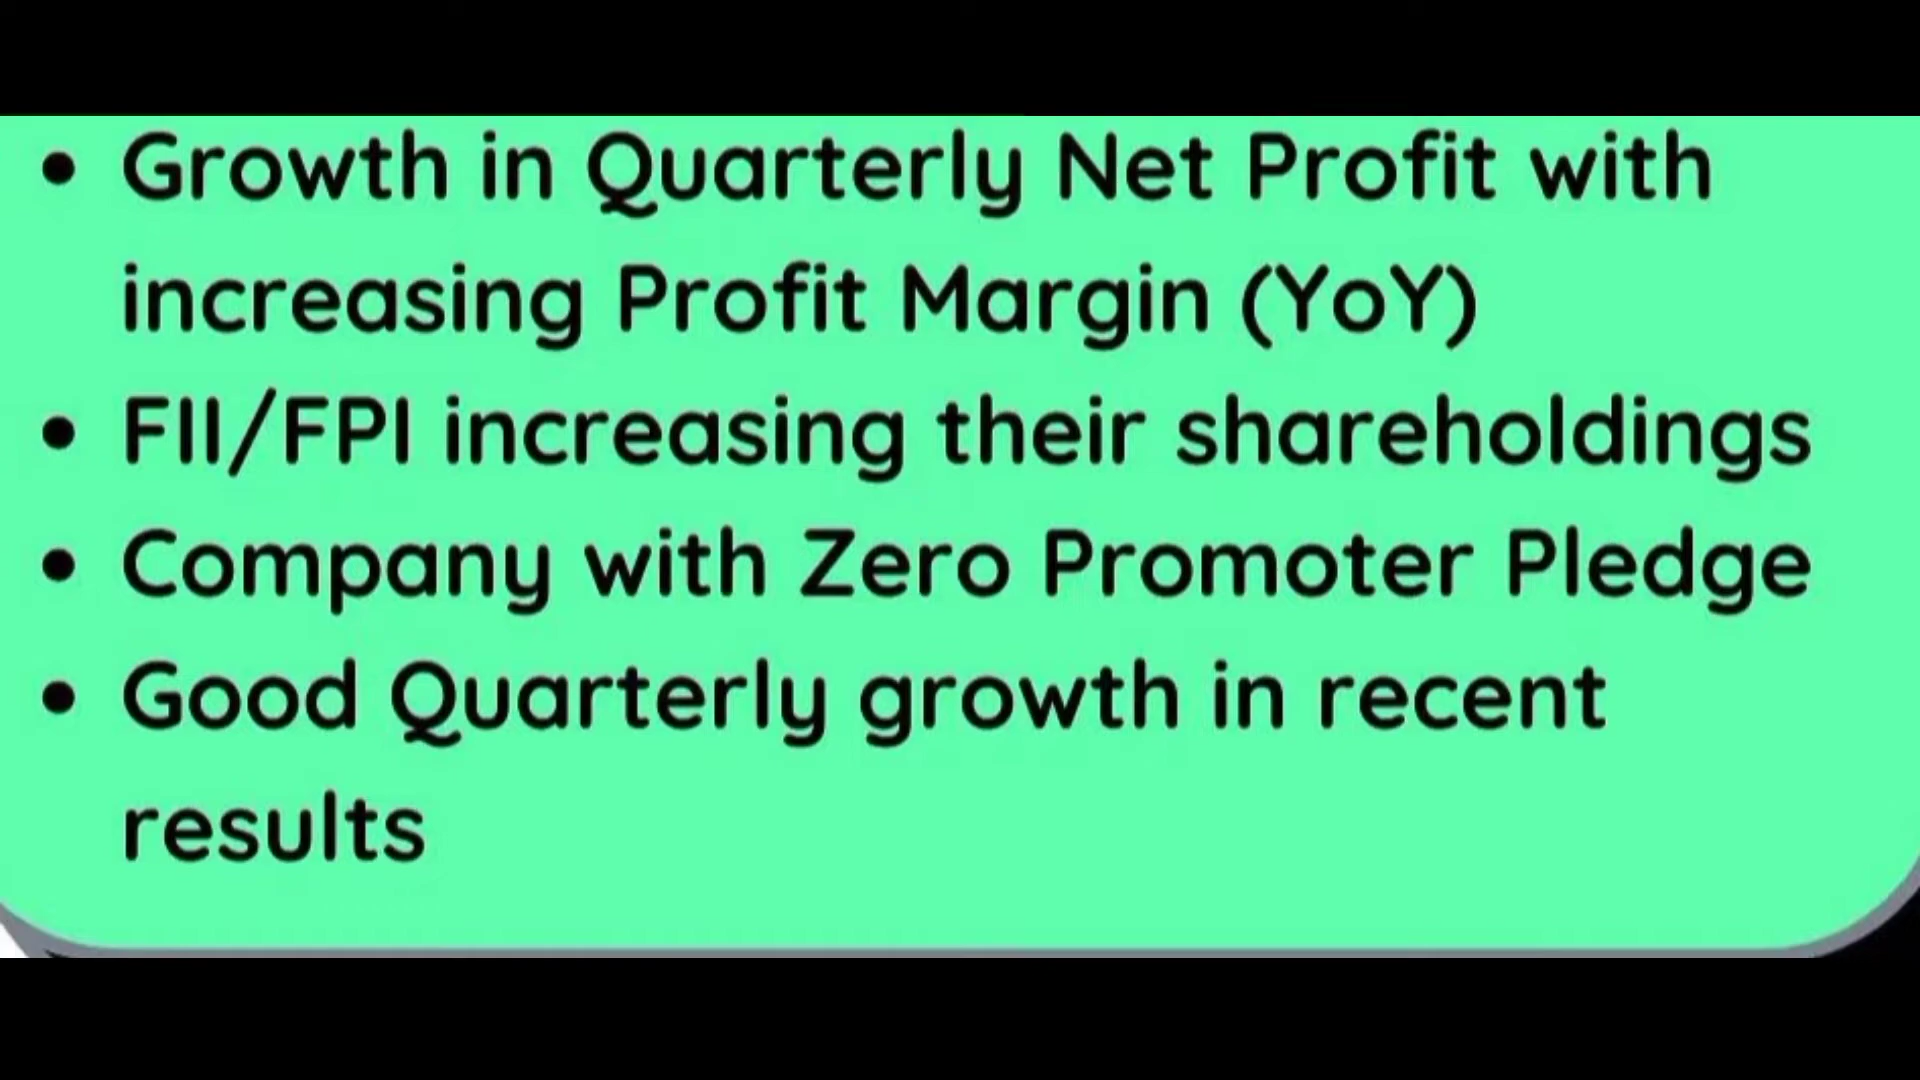 • Growth in Quarterly Net Profit with
increasing Profit Margin (YoY)
• FII/FPI increasing their shareholdings
• Company with Zero Promoter Pledge
• Good Quarterly growth in recent
results